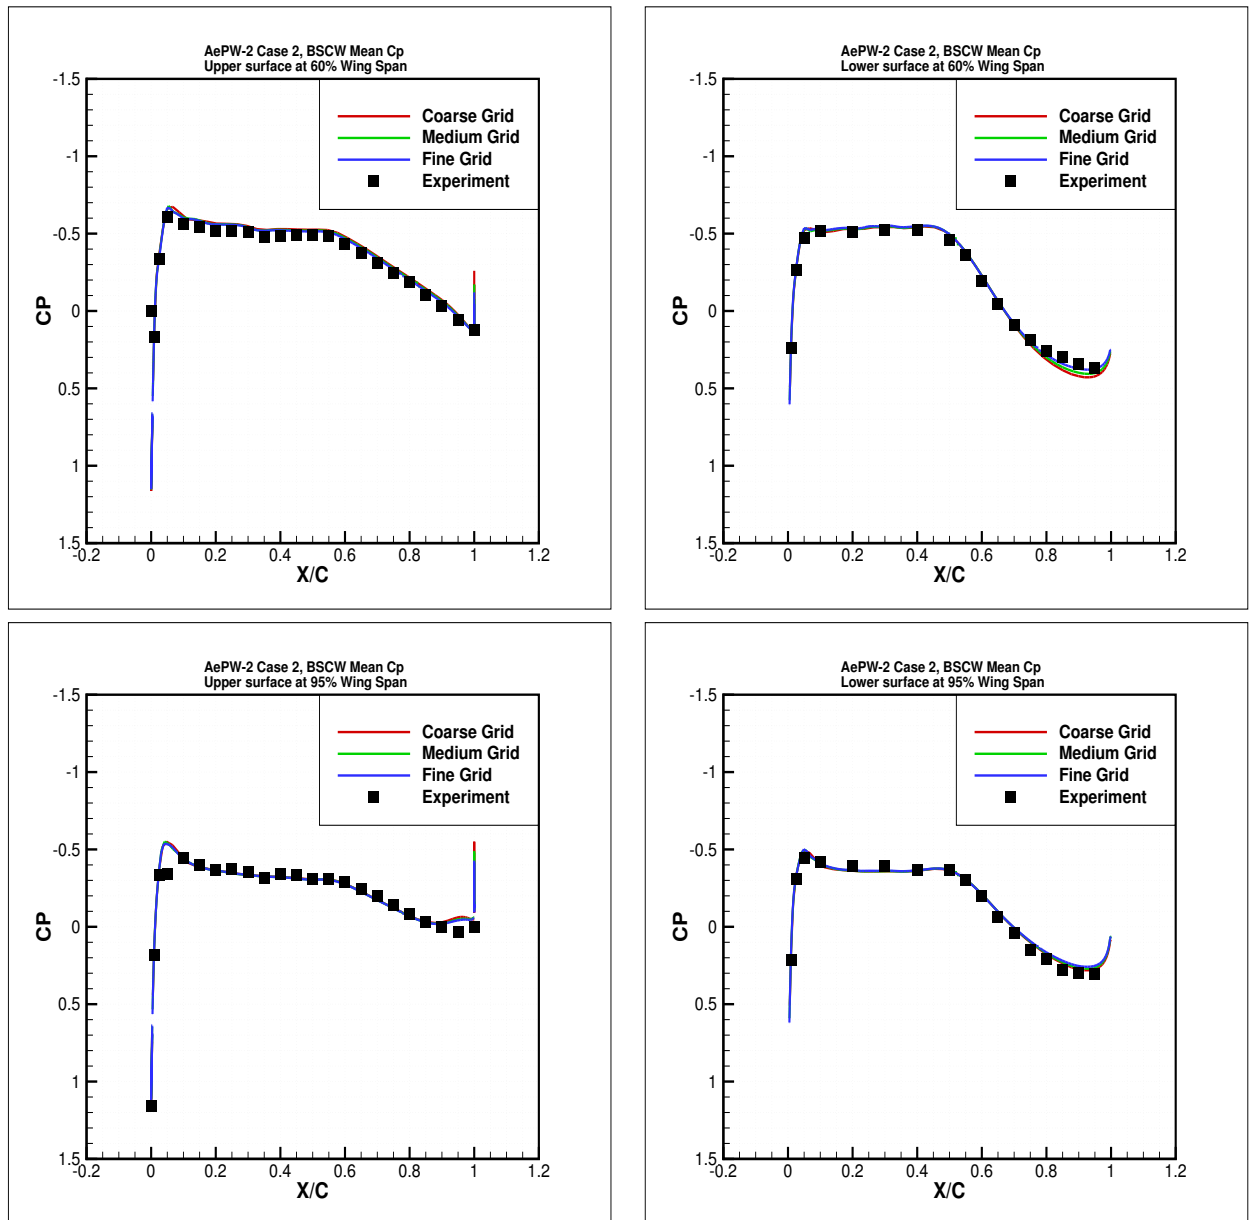 AePW-2 Case 2, BSCW Mean Cp
Upper surface at 60% Wing Span
-1.5
-1
-0.5
0
0.5
1
1.5
CP
-0.2 0 0.2 0.4 0.6 0.8 1 1.2
X/C
Coarse Grid
Medium Grid
Fine Grid
Experiment
AePW-2 Case 2, BSCW Mean Cp
Lower surface at 60% Wing Span
-1.5
-1
-0.5
0
0.5
1
1.5
CP
-0.2 0 0.2 0.4 0.6 0.8 1 1.2
X/C
Coarse Grid
Medium Grid
Fine Grid
Experiment
AePW-2 Case 2, BSCW Mean Cp
Upper surface at 95% Wing Span
-1.5
-1
-0.5
0
0.5
1
1.5
CP
-0.2 0 0.2 0.4 0.6 0.8 1 1.2
X/C
Coarse Grid
Medium Grid
Fine Grid
Experiment
AePW-2 Case 2, BSCW Mean Cp
Lower surface at 95% Wing Span
-1.5
-1
-0.5
0
0.5
1
1.5
CP
-0.2 0 0.2 0.4 0.6 0.8 1 1.2
X/C
Coarse Grid
Medium Grid
Fine Grid
Experiment